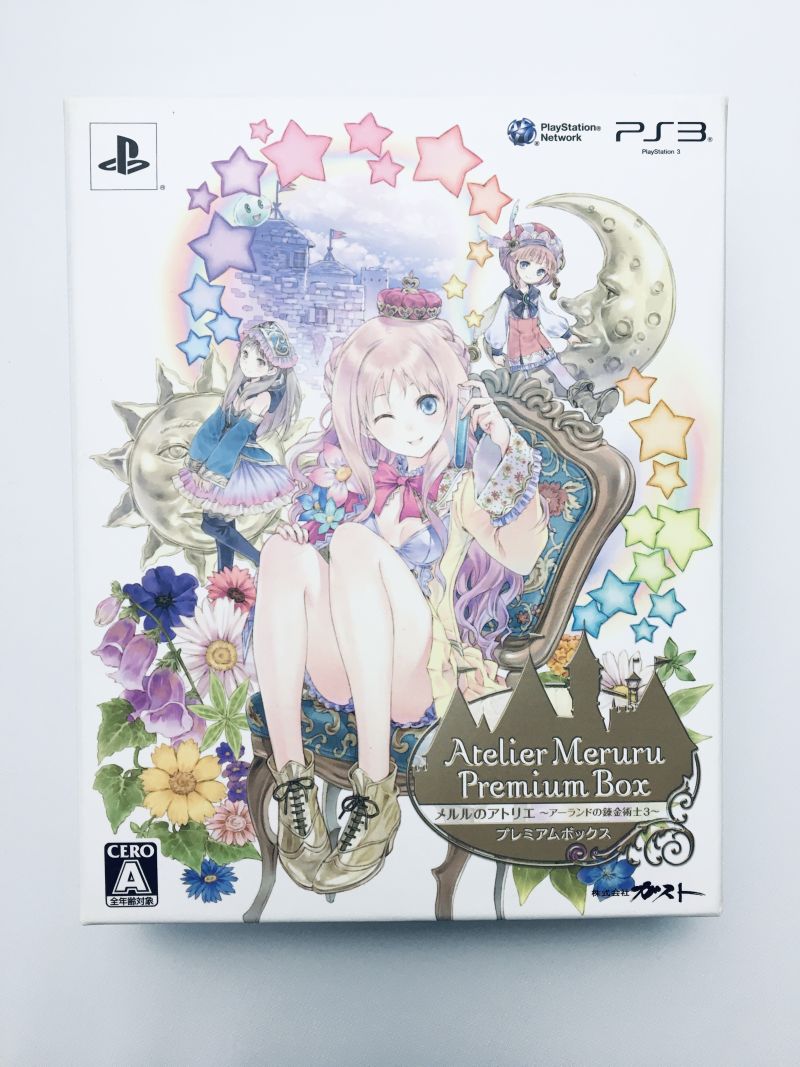 PlayStation®
Network
PS3®
PlayStation 3
Atelier Meruru
Premium Box
メルルのアトリエ ～アーランドの錬金術士3～
プレミアムボックス
CERO
A
全年齢対象
株式会社ガスト